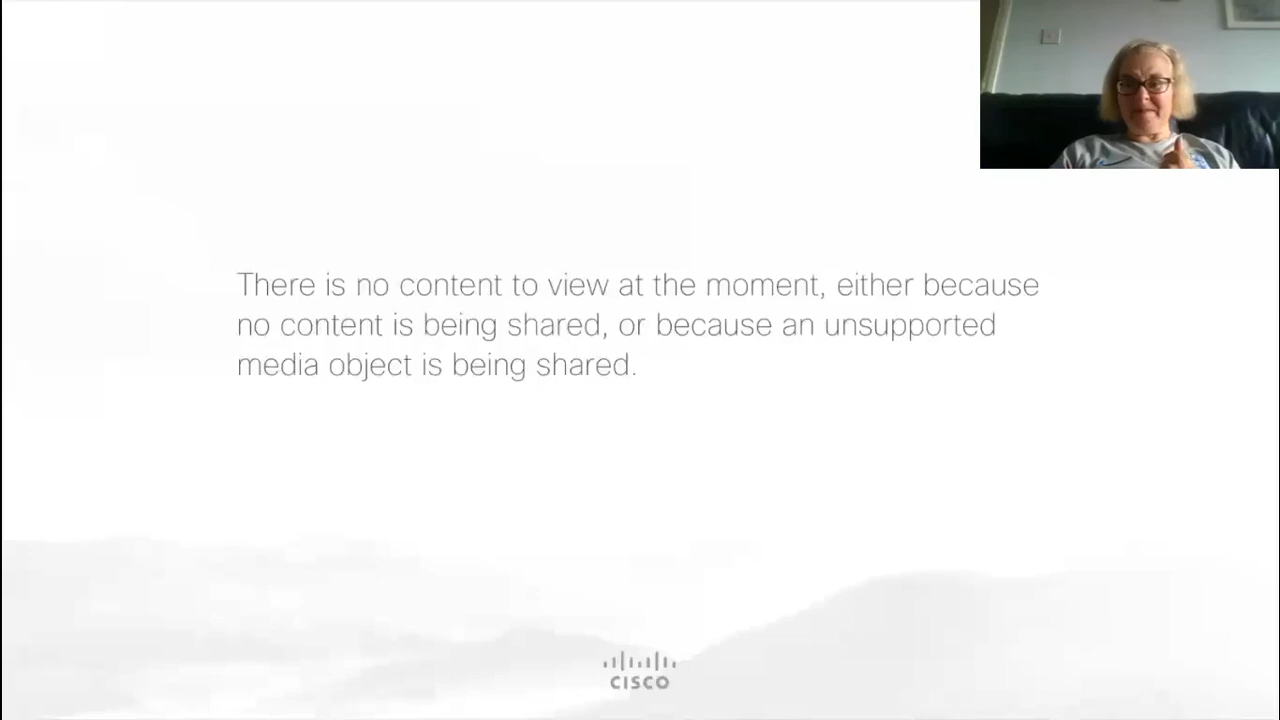 There is no content to view at the moment, either because
no content is being shared, or because an unsupported
media object is being shared.
CISCO